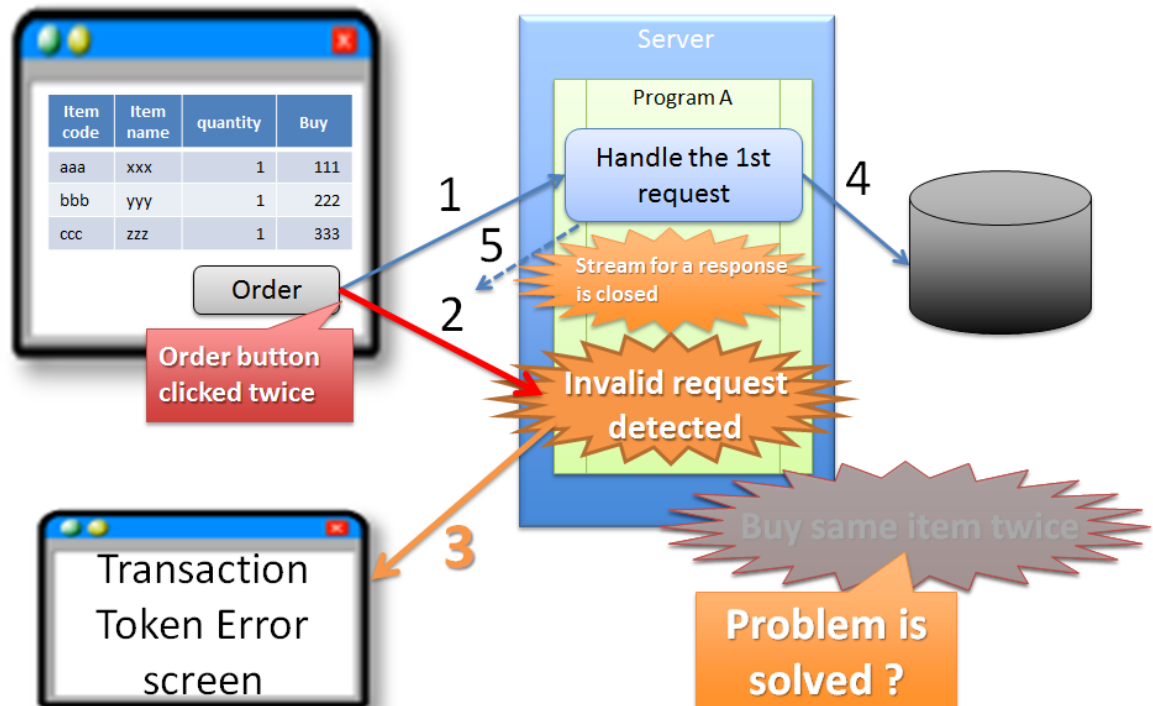 Server
Program A
Item code
Item name
quantity
Buy
aaa xxx 1 111
bbb yyy 1 222
ccc zzz 1 333
Order
Order button
clicked twice
1
Handle the 1st
request
4
5
Stream for a response
is closed
2
Invalid request
detected
3
Transaction
Token Error
screen
Buy same item twice
Problem is
solved ?